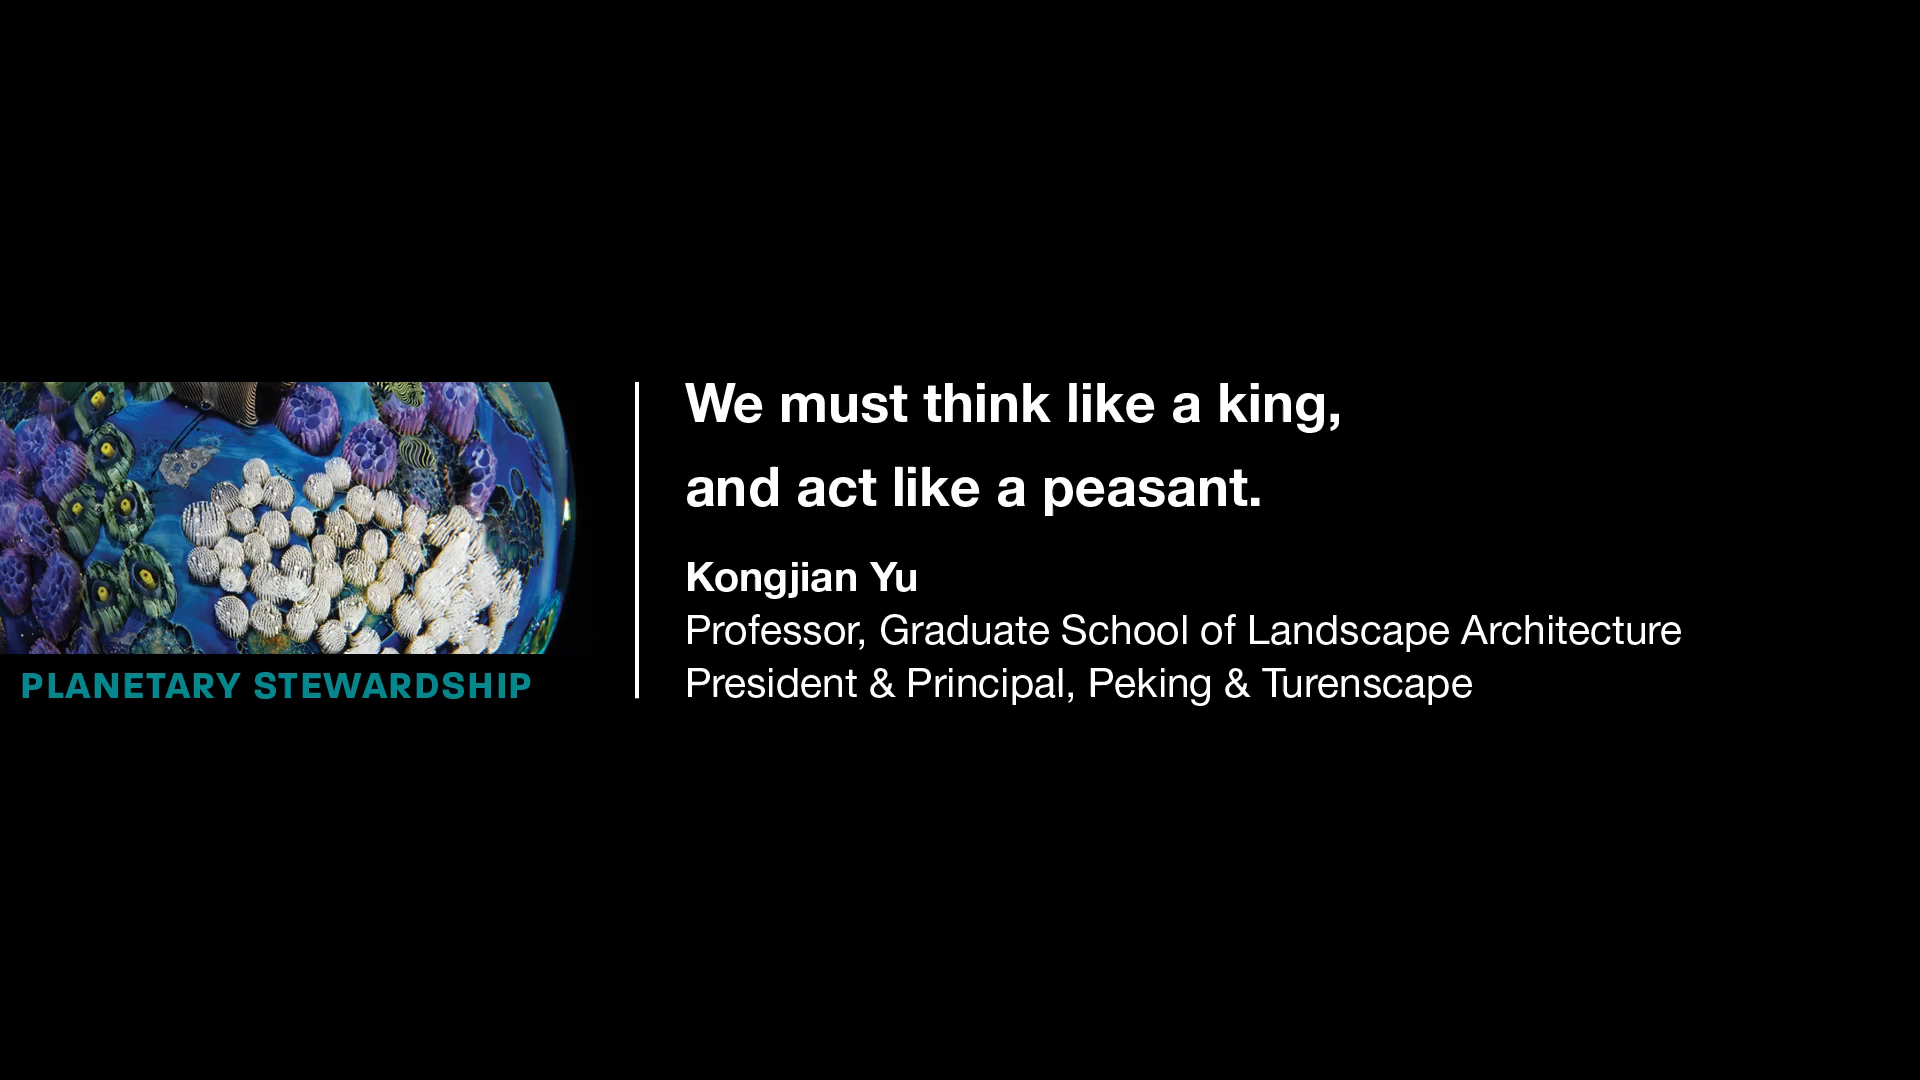 We must think like a king,
and act like a peasant.
Kongjian Yu
Professor, Graduate School of Landscape Architecture
President & Principal, Peking & Turenscape
PLANETARY STEWARDSHIP